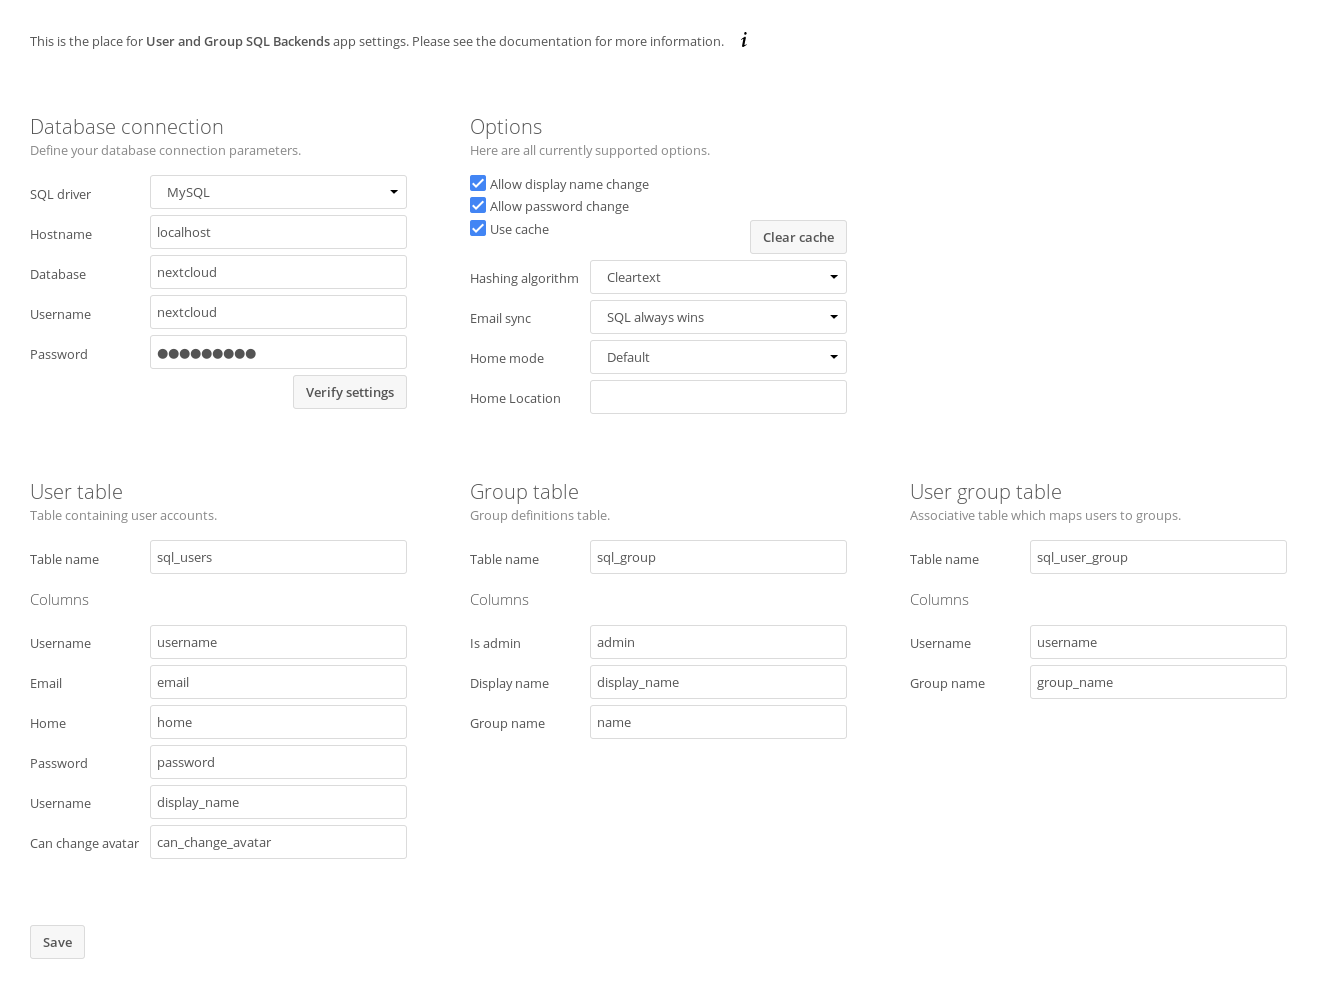 This is the place for User and Group SQL Backends app settings. Please see the documentation for more information. i
Database connection
Define your database connection parameters.
SQL driver MySQL
Hostname localhost
Database nextcloud
Username nextcloud
Password ●●●●●●●●●
Verify settings
Options
Here are all currently supported options.
Allow display name change
Allow password change
Use cache
Clear cache
Hashing algorithm Cleartext
Email sync SQL always wins
Home mode Default
Home Location
User table
Table containing user accounts.
Table name sql_users
Columns
Username username
Email email
Home home
Password password
Username display_name
Can change avatar can_change_avatar
Group table
Group definitions table.
Table name sql_group
Columns
Is admin admin
Display name display_name
Group name name
User group table
Associative table which maps users to groups.
Table name sql_user_group
Columns
Username username
Group name group_name
Save